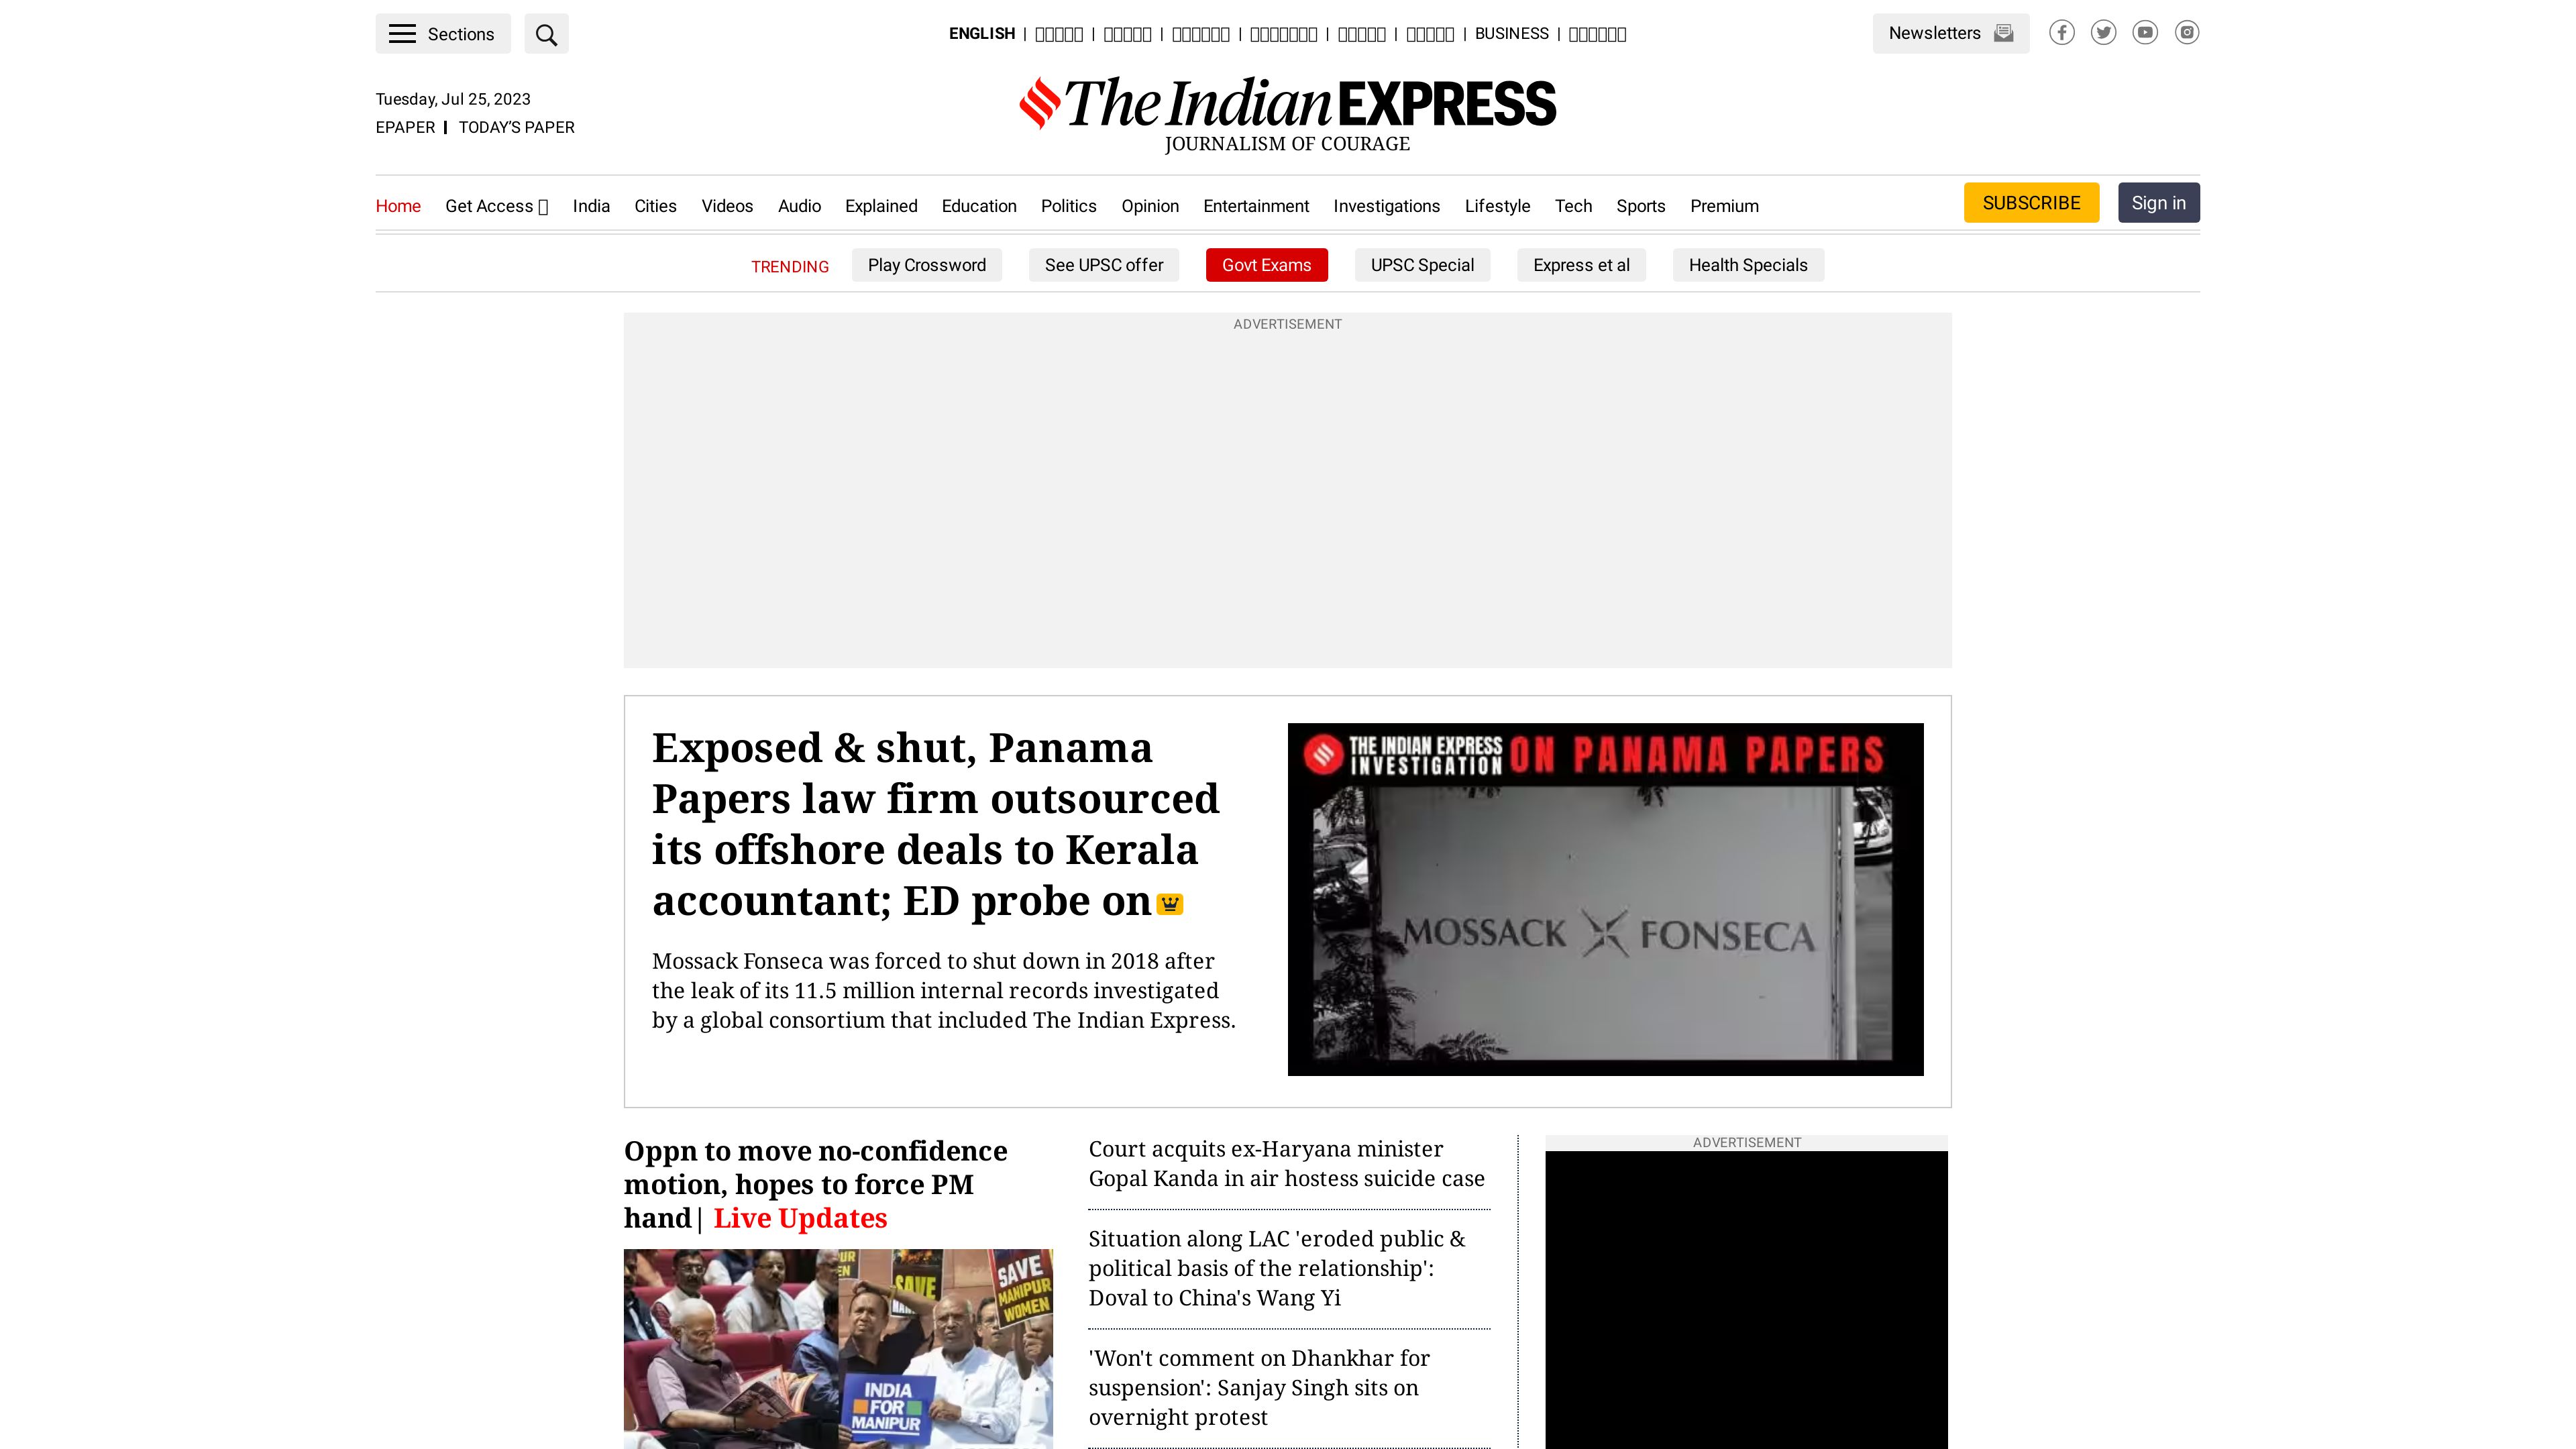 Sections
ENGLISH | | | | | | | BUSINESS |
Newsletters
Tuesday, Jul 25, 2023
EPAPER | TODAY'S PAPER
The Indian EXPRESS
JOURNALISM OF COURAGE
Home Get Access India Cities Videos Audio Explained Education Politics Opinion Entertainment Investigations Lifestyle Tech Sports Premium
SUBSCRIBE Sign in
TRENDING Play Crossword See UPSC offer Govt Exams UPSC Special Express et al Health Specials
ADVERTISEMENT
Exposed & shut, Panama
Papers law firm outsourced
its offshore deals to Kerala
accountant; ED probe on
Mossack Fonseca was forced to shut down in 2018 after
the leak of its 11.5 million internal records investigated
by a global consortium that included The Indian Express.
THE INDIAN EXPRESS
INVESTIGATION
ON PANAMA PAPERS
MOSSACK FONSECA
Oppn to move no-confidence
motion, hopes to force PM
hand| Live Updates
SAVE
SAVE
MANIPUR
WOMEN
INDIA
FOR
MANIPUR
Court acquits ex-Haryana minister
Gopal Kanda in air hostess suicide case
Situation along LAC 'eroded public &
political basis of the relationship':
Doval to China's Wang Yi
'Won't comment on Dhankhar for
suspension': Sanjay Singh sits on
overnight protest
ADVERTISEMENT